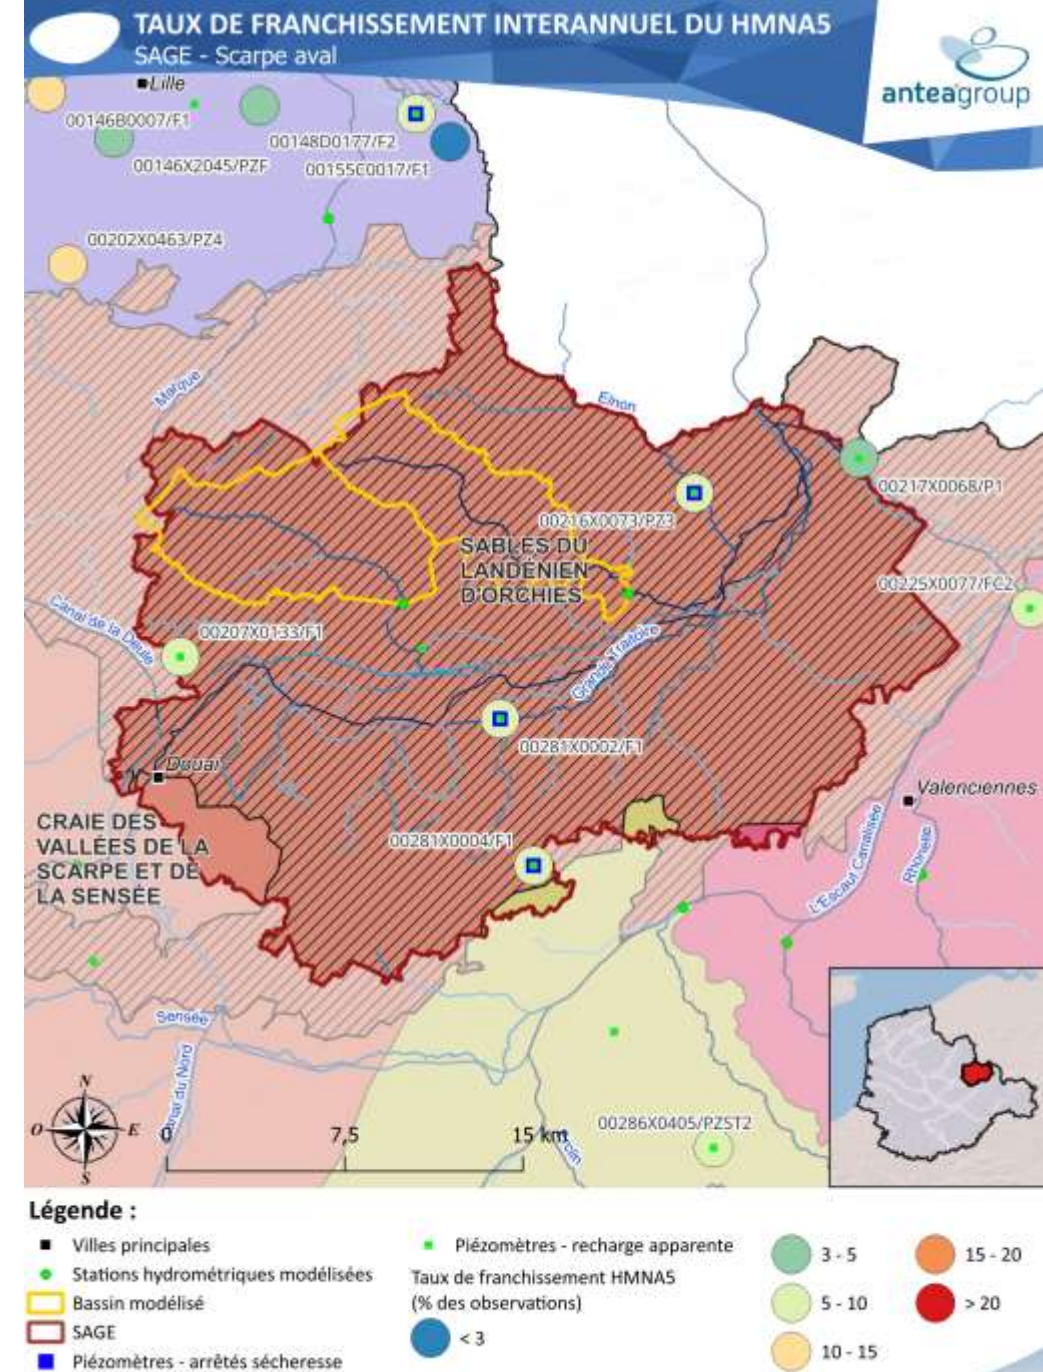 TAUX DE FRANCHISSEMENT INTERANNUEL DU HMNA5
SAGE - Scarpe aval
anteagroup
Lille
00146B0007/F1
00148D0177/F2
00146X2045/PZF
00155C0017/F1
00202X0463/PZ4
Marque
Elnon
00217X0068/P1
00216X0073/PZ3
SABLES DU
LANDÉNIEN
D'ORCHIES
00225X0077/FC2
Canal de la Deule
00207X0133/F1
Grande Traitoire
00281X0002/F1
Douai
Valenciennes
CRAIE DES
VALLÉES DE LA
SCARPE ET DE
LA SENSÉE
00281X0004/F1
L'Escaut Canalisée
Rhonelle
Sensée
Canal du Nord
N
O
E
S
0
7,5
15 km
00286X0405/PZST2
Légende :
Villes principales
Stations hydrométriques modélisées
Bassin modélisé
SAGE
Piézomètres - arrêtés sécheresse
Piézomètres - recharge apparente
Taux de franchissement HMNA5
(% des observations)
< 3
3 - 5
5 - 10
10 - 15
15 - 20
> 20